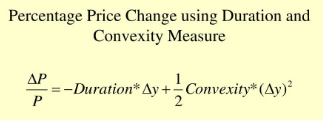 Percentage Price Change using Duration and
Convexity Measure
ΔP/P = −Duration* Δy + 1/2 Convexity* (Δy)²